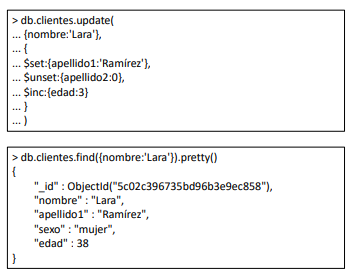 > db.clientes.update(
... {nombre:'Lara'},
... {
... $set:{apellido1:'Ramírez'},
... $unset:{apellido2:0},
... $inc:{edad:3}
... }
... )
> db.clientes.find({nombre:'Lara'}).pretty()
{
"_id" : ObjectId("5c02c396735bd96b3e9ec858"),
"nombre" : "Lara",
"apellido1" : "Ramírez",
"sexo" : "mujer",
"edad" : 38
}